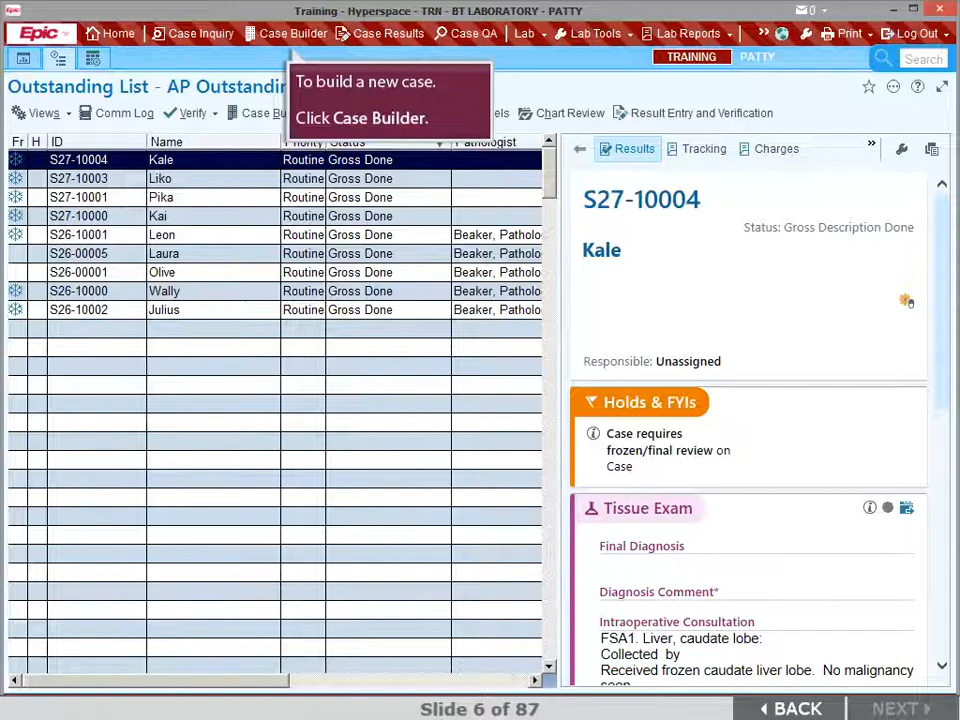 Training - Hyperspace - TRN - BT LABORATORY - PATTY
0
Epic Home Case Inquiry Case Builder Case Results Case QA Lab Lab Tools Lab Reports » Print Log Out
TRAINING PATTY Search
To build a new case.
Click Case Builder.
Outstanding List - AP Outstandin
Views Comm Log Verify Case Bu els Chart Review Result Entry and Verification
Fr H ID Name Priority Status Pathologist
S27-10004 Kale Routine Gross Done
S27-10003 Liko Routine Gross Done
S27-10001 Pika Routine Gross Done
S27-10000 Kai Routine Gross Done
S26-10001 Leon Routine Gross Done Beaker, Patholo
S26-00005 Laura Routine Gross Done Beaker, Patholo
S26-00001 Olive Routine Gross Done Beaker, Patholo
S26-10000 Wally Routine Gross Done Beaker, Patholo
S26-10002 Julius Routine Gross Done Beaker, Patholo
Results Tracking Charges »
S27-10004
Status: Gross Description Done
Kale
Responsible: Unassigned
Holds & FYIs
Case requires
frozen/final review on
Case
Tissue Exam
Final Diagnosis
Diagnosis Comment*
Intraoperative Consultation
FSA1. Liver, caudate lobe:
Collected by
Received frozen caudate liver lobe. No malignancy
seen
Slide 6 of 87
BACK
NEXT